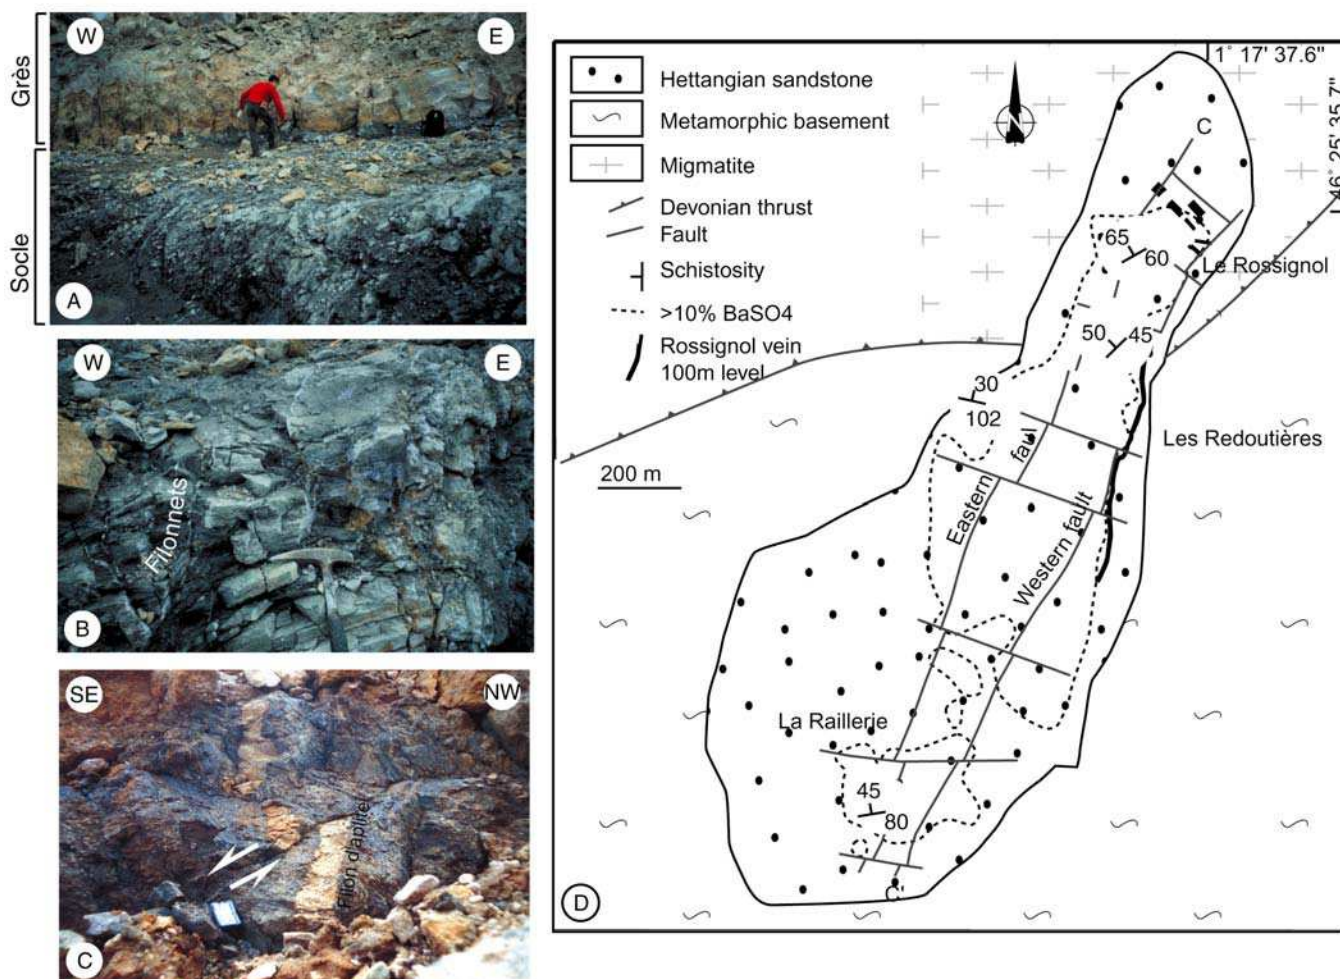 Grès
Socle
W
E
A
W
E
Filonnets
B
SE
NW
Filon d'aplite
C
Hettangian sandstone
Metamorphic basement
Migmatite
Devonian thrust
Fault
Schistosity
>10% BaSO4
Rossignol vein
100m level
200 m
N
1° 17' 37.6"
46° 25' 35.7"
C
65
60
Le Rossignol
50
45
30
102
Les Redoutières
Eastern
faul
Western fault
La Raillerie
45
80
C'
D